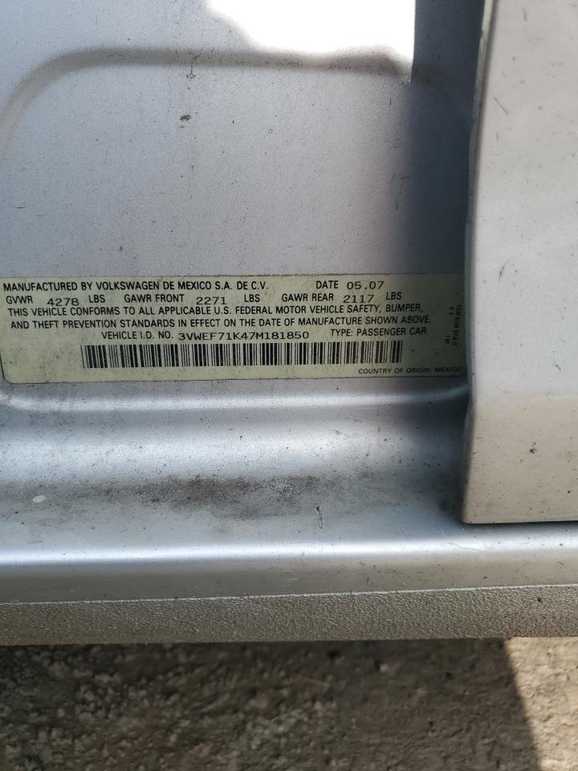 MANUFACTURED BY VOLKSWAGEN DE MEXICO S.A. DE C.V. DATE 05.07
GVWR 4278 LBS GAWR FRONT 2271 LBS GAWR REAR 2117 LBS
THIS VEHICLE CONFORMS TO ALL APPLICABLE U.S. FEDERAL MOTOR VEHICLE SAFETY, BUMPER,
AND THEFT PREVENTION STANDARDS IN EFFECT ON THE DATE OF MANUFACTURE SHOWN ABOVE.
VEHICLE I.D. NO. 3VWEF71K47M181850 TYPE: PASSENGER CAR
COUNTRY OF ORIGIN: MEXICO